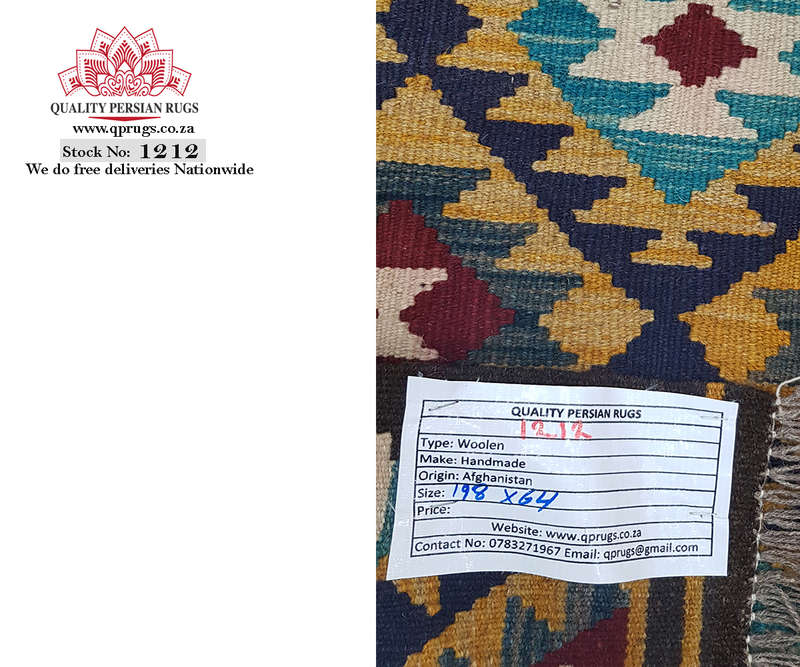 QUALITY PERSIAN RUGS
www.qprugs.co.za
Stock No: 1212
We do free deliveries Nationwide
QUALITY PERSIAN RUGS
1212
Type: Woolen
Make: Handmade
Origin: Afghanistan
Size: 198 x 64
Price:
Website: www.qprugs.co.za
Contact No: 0783271967 Email: qprugs@gmail.com